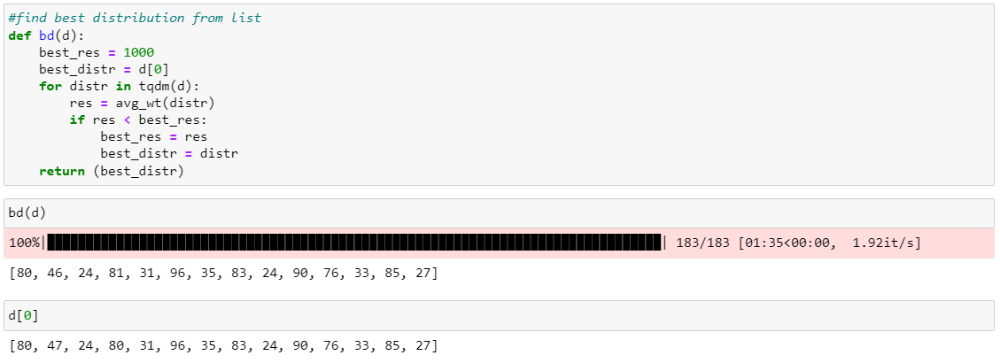 #find best distribution from list
def bd(d):
    best_res = 1000
    best_distr = d[0]
    for distr in tqdm(d):
        res = avg_wt(distr)
        if res < best_res:
            best_res = res
            best_distr = distr
    return (best_distr)
bd(d)
100%|██████████| 183/183 [01:35<00:00,  1.92it/s]
[80, 46, 24, 81, 31, 96, 35, 83, 24, 90, 76, 33, 85, 27]
d[0]
[80, 47, 24, 80, 31, 96, 35, 83, 24, 90, 76, 33, 85, 27]